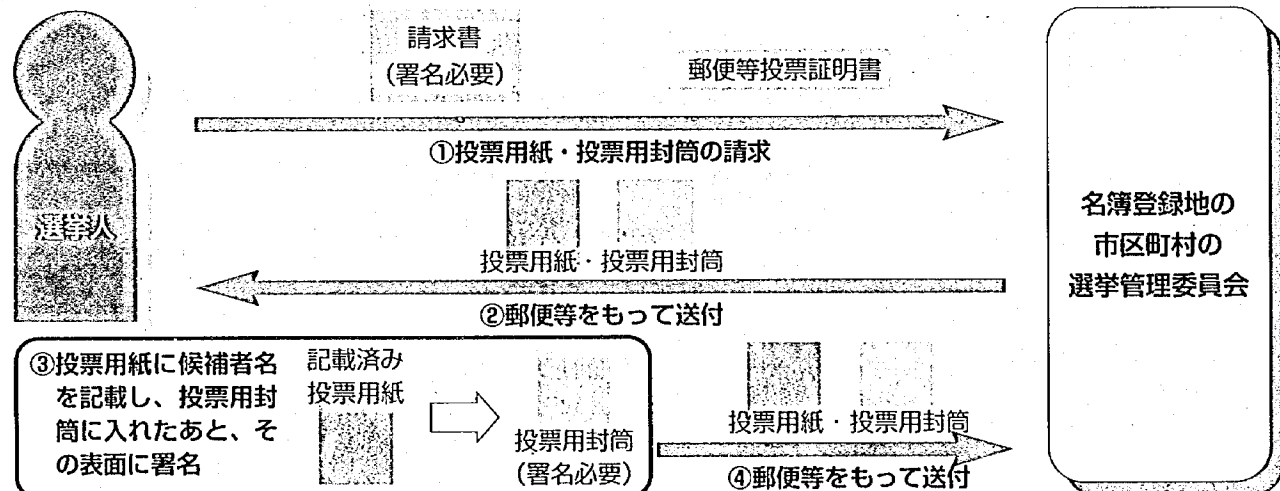 請求書
(署名必要)
郵便等投票証明書
①投票用紙・投票用封筒の請求
選挙人
投票用紙・投票用封筒
②郵便等をもって送付
名簿登録地の
市区町村の
選挙管理委員会
③投票用紙に候補者名
を記載し、投票用封
筒に入れたあと、そ
の表面に署名
記載済み
投票用紙
投票用封筒
(署名必要)
投票用紙・投票用封筒
④郵便等をもって送付